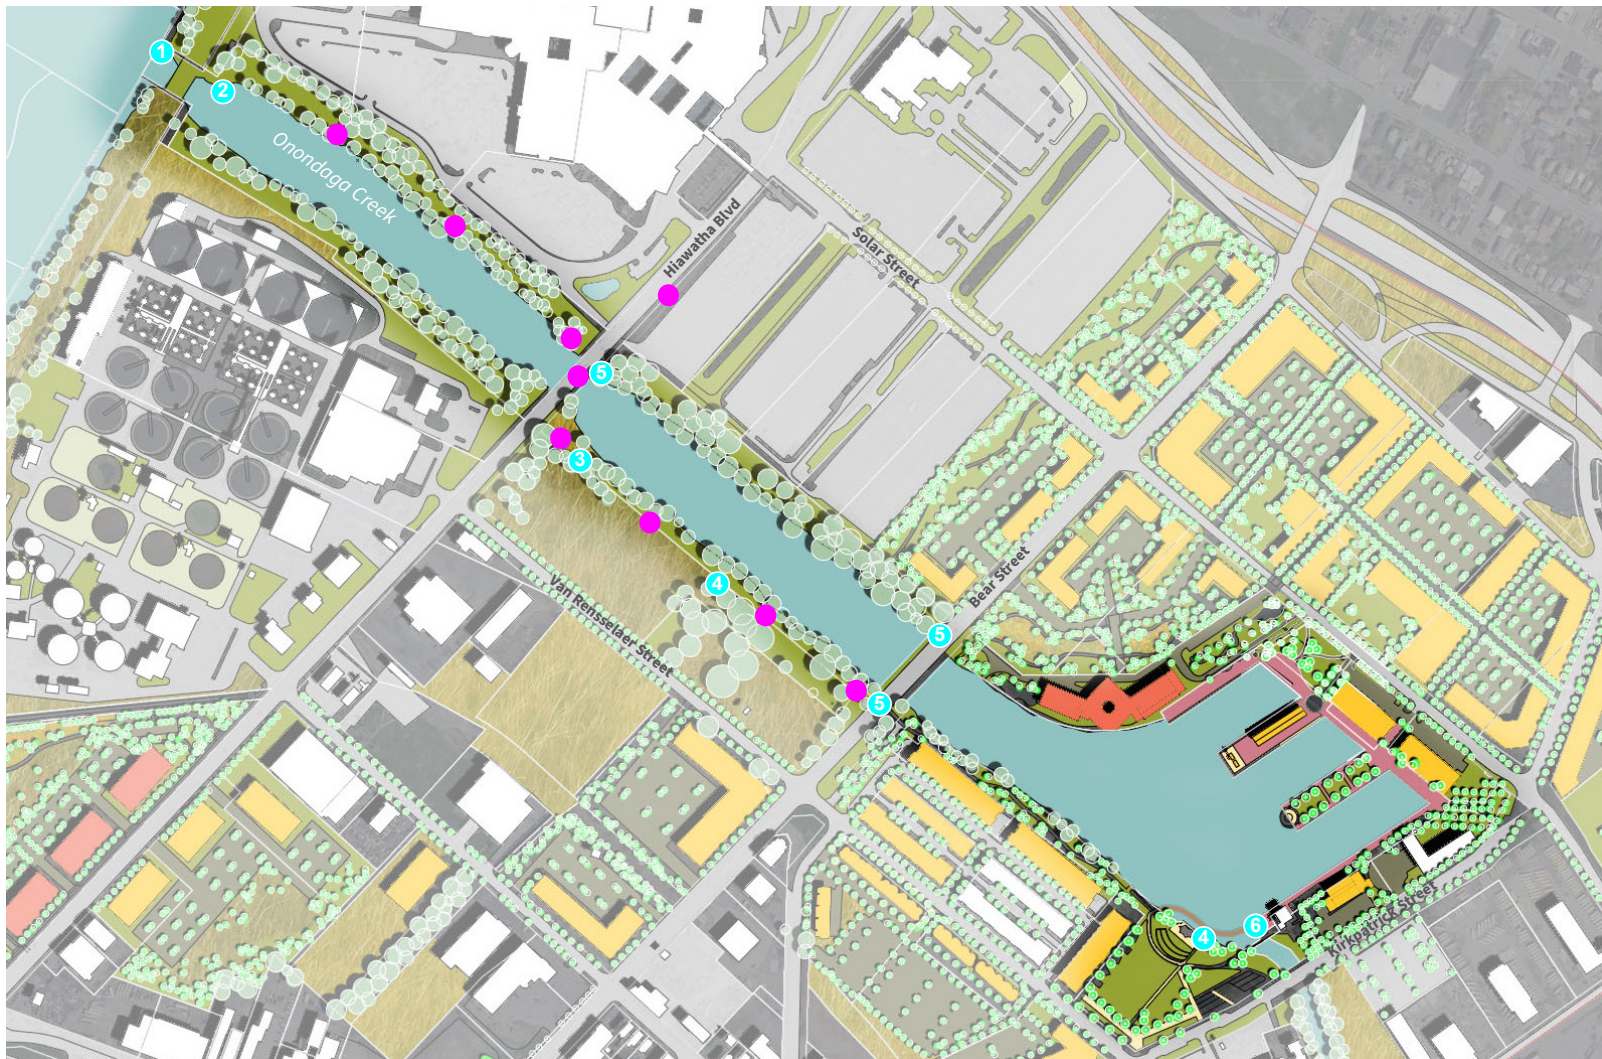 1
2
Onondaga Creek
Hiawatha Blvd
Solar Street
5
3
4
Bear Street
Van Rensselaer Street
5
5
4
6
Kirkpatrick Street